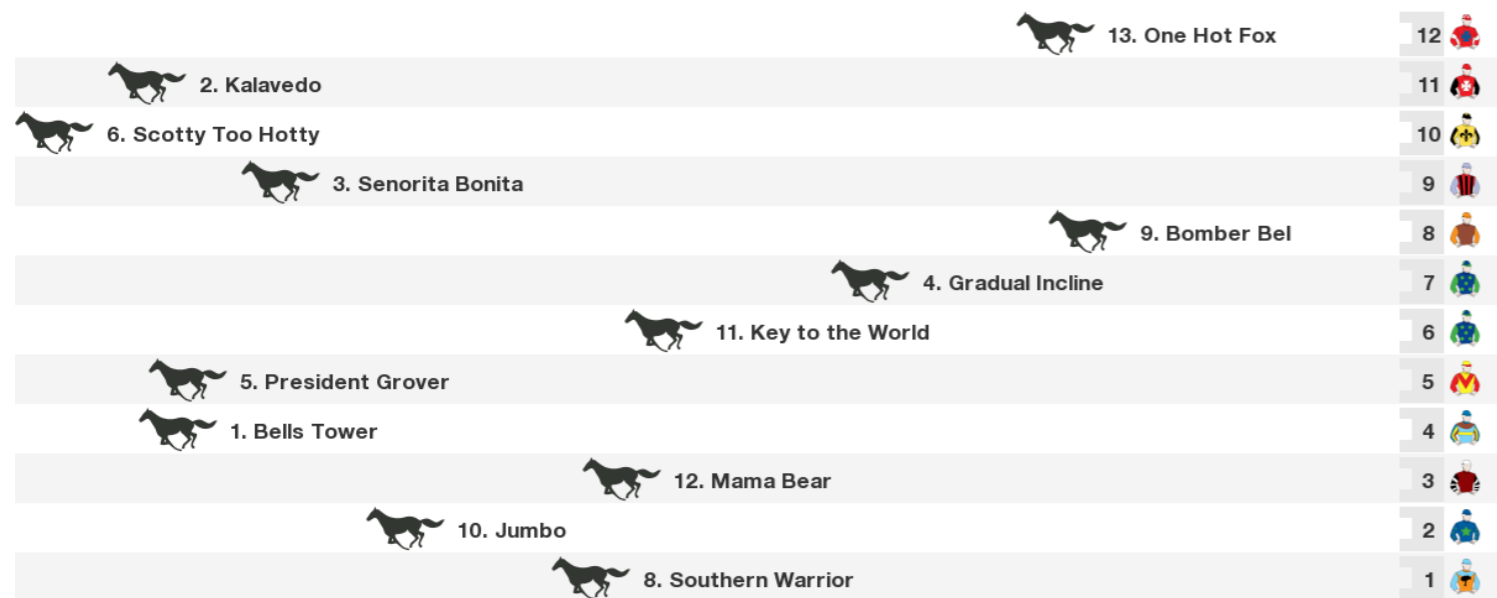 13. One Hot Fox 12
2. Kalavedo 11
6. Scotty Too Hotty 10
3. Senorita Bonita 9
9. Bomber Bel 8
4. Gradual Incline 7
11. Key to the World 6
5. President Grover 5
1. Bells Tower 4
12. Mama Bear 3
10. Jumbo 2
8. Southern Warrior 1